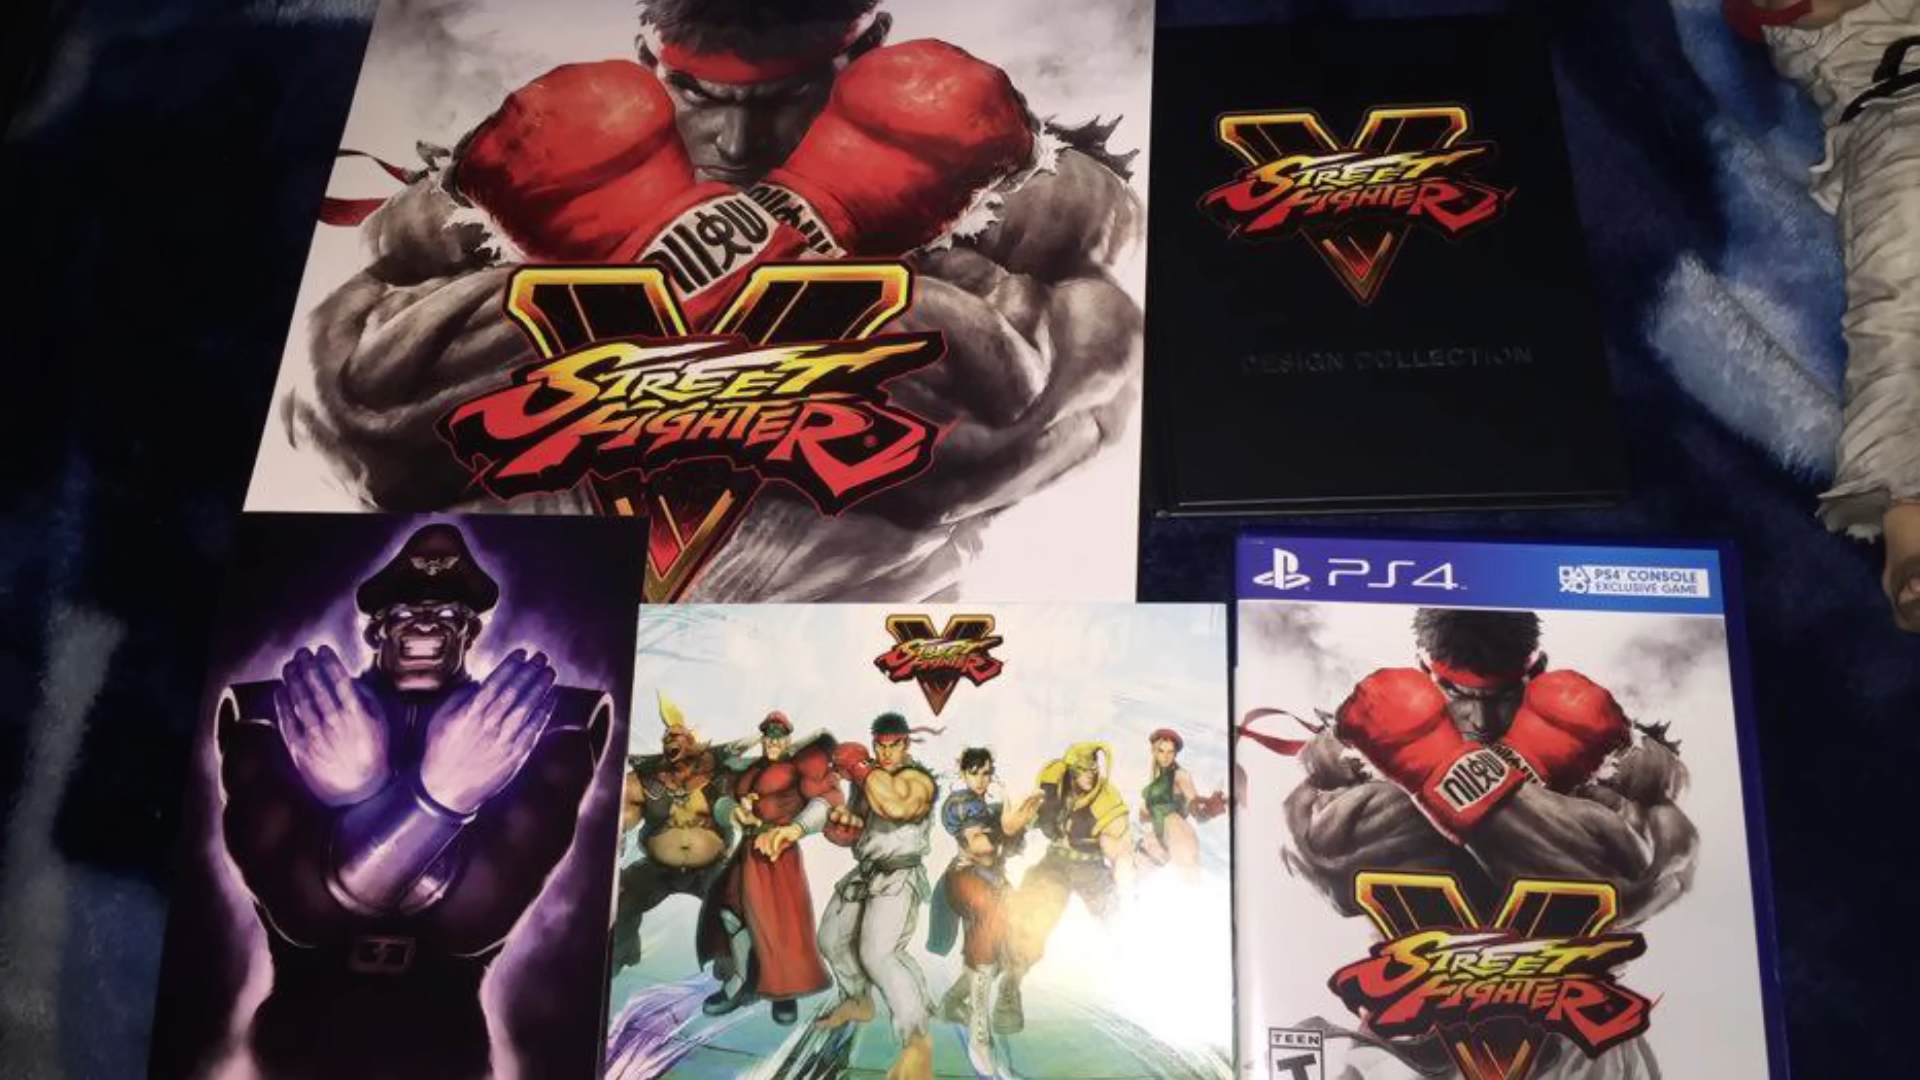 V
STREET
FIGHTER®
V
STREET
FIGHTER
DESIGN COLLECTION
V
STREET
FIGHTER
PS4
PS4 CONSOLE
EXCLUSIVE GAME
V
STREET
FIGHTER
TEEN
T